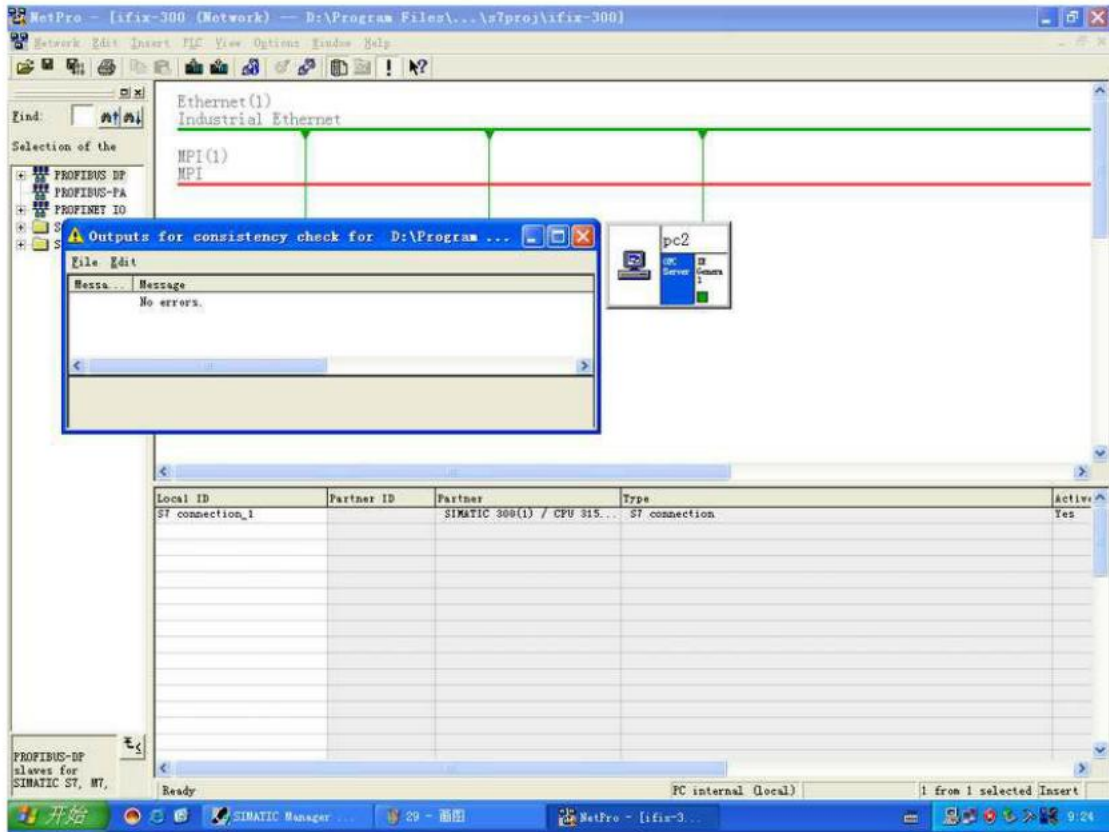 NetPro - [ifix-300 (Network) -- D:\Program Files\...\s7proj\ifix-300]
Network Edit Insert PLC View Options Window Help
Find:
Selection of the
PROFIBUS DP
PROFIBUS-PA
PROFINET IO
S
S
Ethernet(1)
Industrial Ethernet
MPI(1)
MPI
pc2
OPC Server
IE Genera 1
Outputs for consistency check for D:\Program ...
File Edit
Messa... Message
No errors.
Local ID Partner ID Partner Type Active
S7 connection_1 SIMATIC 300(1) / CPU 315... S7 connection Yes
PROFIBUS-DP
slaves for
SIMATIC S7, M7,
Ready PC internal (local) 1 from 1 selected Insert
开始 SIMATIC Manager ... 29 - 画图 NetPro - [ifix-3... 9:24